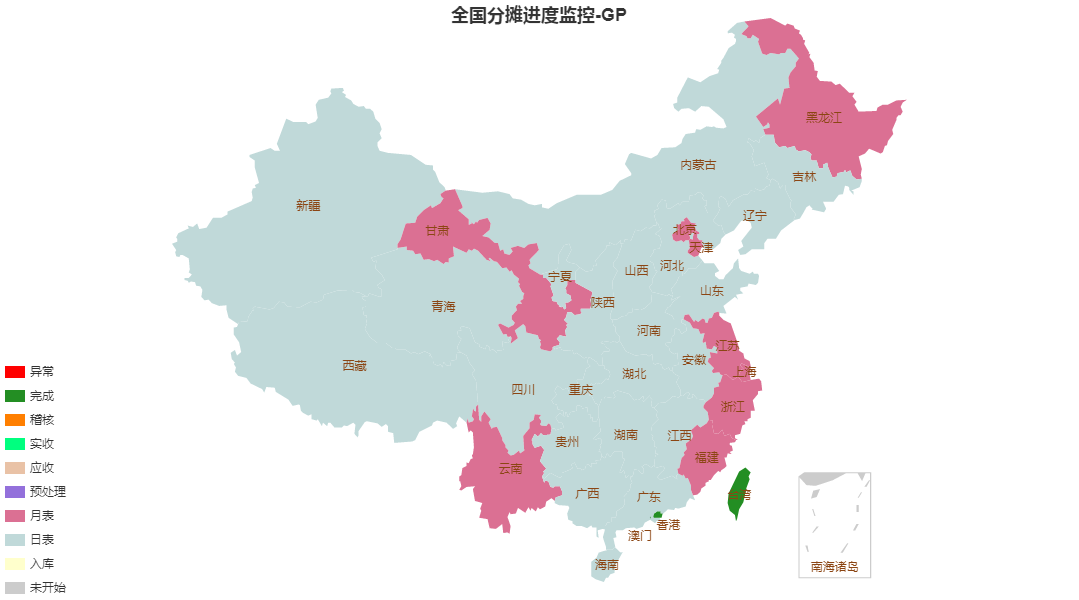 全国分摊进度监控-GP
黑龙江
内蒙古
吉林
新疆
辽宁
甘肃
北京
天津
宁夏
山西
河北
山东
青海
陕西
河南
江苏
安徽
西藏
上海
湖北
四川
重庆
浙江
贵州
湖南
江西
福建
云南
广西
广东
台湾
香港
澳门
海南
南海诸岛
异常
完成
稽核
实收
应收
预处理
月表
日表
入库
未开始